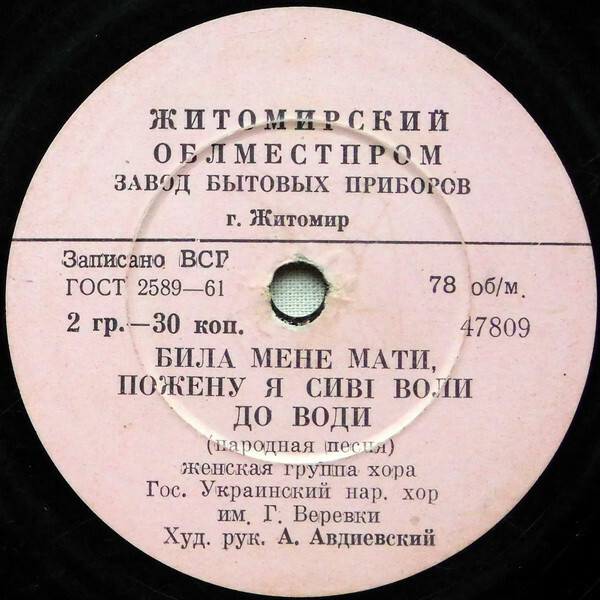 ЖИТОМИРСКИЙ
ОБЛМЕСТПРОМ
ЗАВОД БЫТОВЫХ ПРИБОРОВ
г. Житомир
Записано ВСГ
ГОСТ 2589—61
78 об/м.
2 гр.—30 коп.
47809
БИЛА МЕНЕ МАТИ,
ПОЖЕНУ Я СИВІ ВОЛИ
ДО ВОДИ
(народная песня)
женская группа хора
Гос. Украинский нар. хор
им. Г. Веревки
Худ. рук. А. Авдиевский